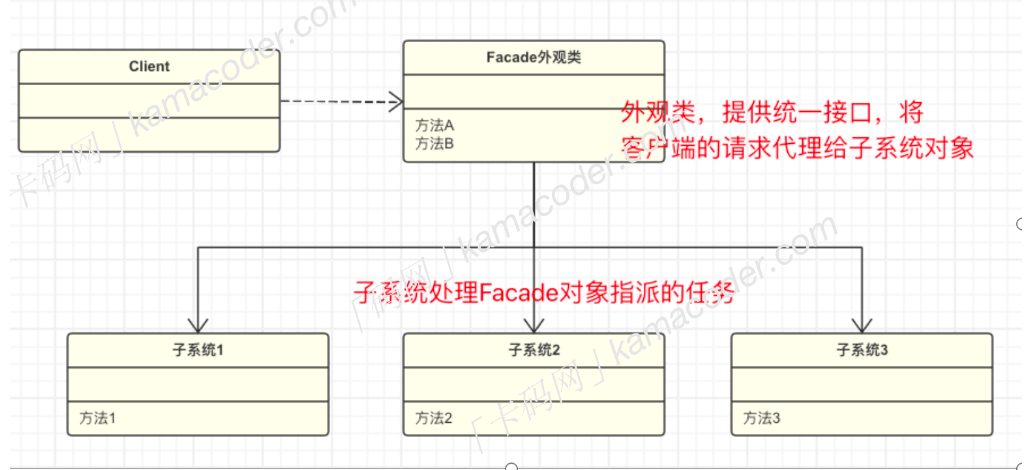 Client
Facade外观类
方法A
方法B
外观类，提供统一接口，将
客户端的请求代理给子系统对象
子系统处理Facade对象指派的任务
子系统1
方法1
子系统2
方法2
子系统3
方法3
卡码网」kamacoder.com
「卡码网」kamacoder.com
「卡码网」kamacoder.com